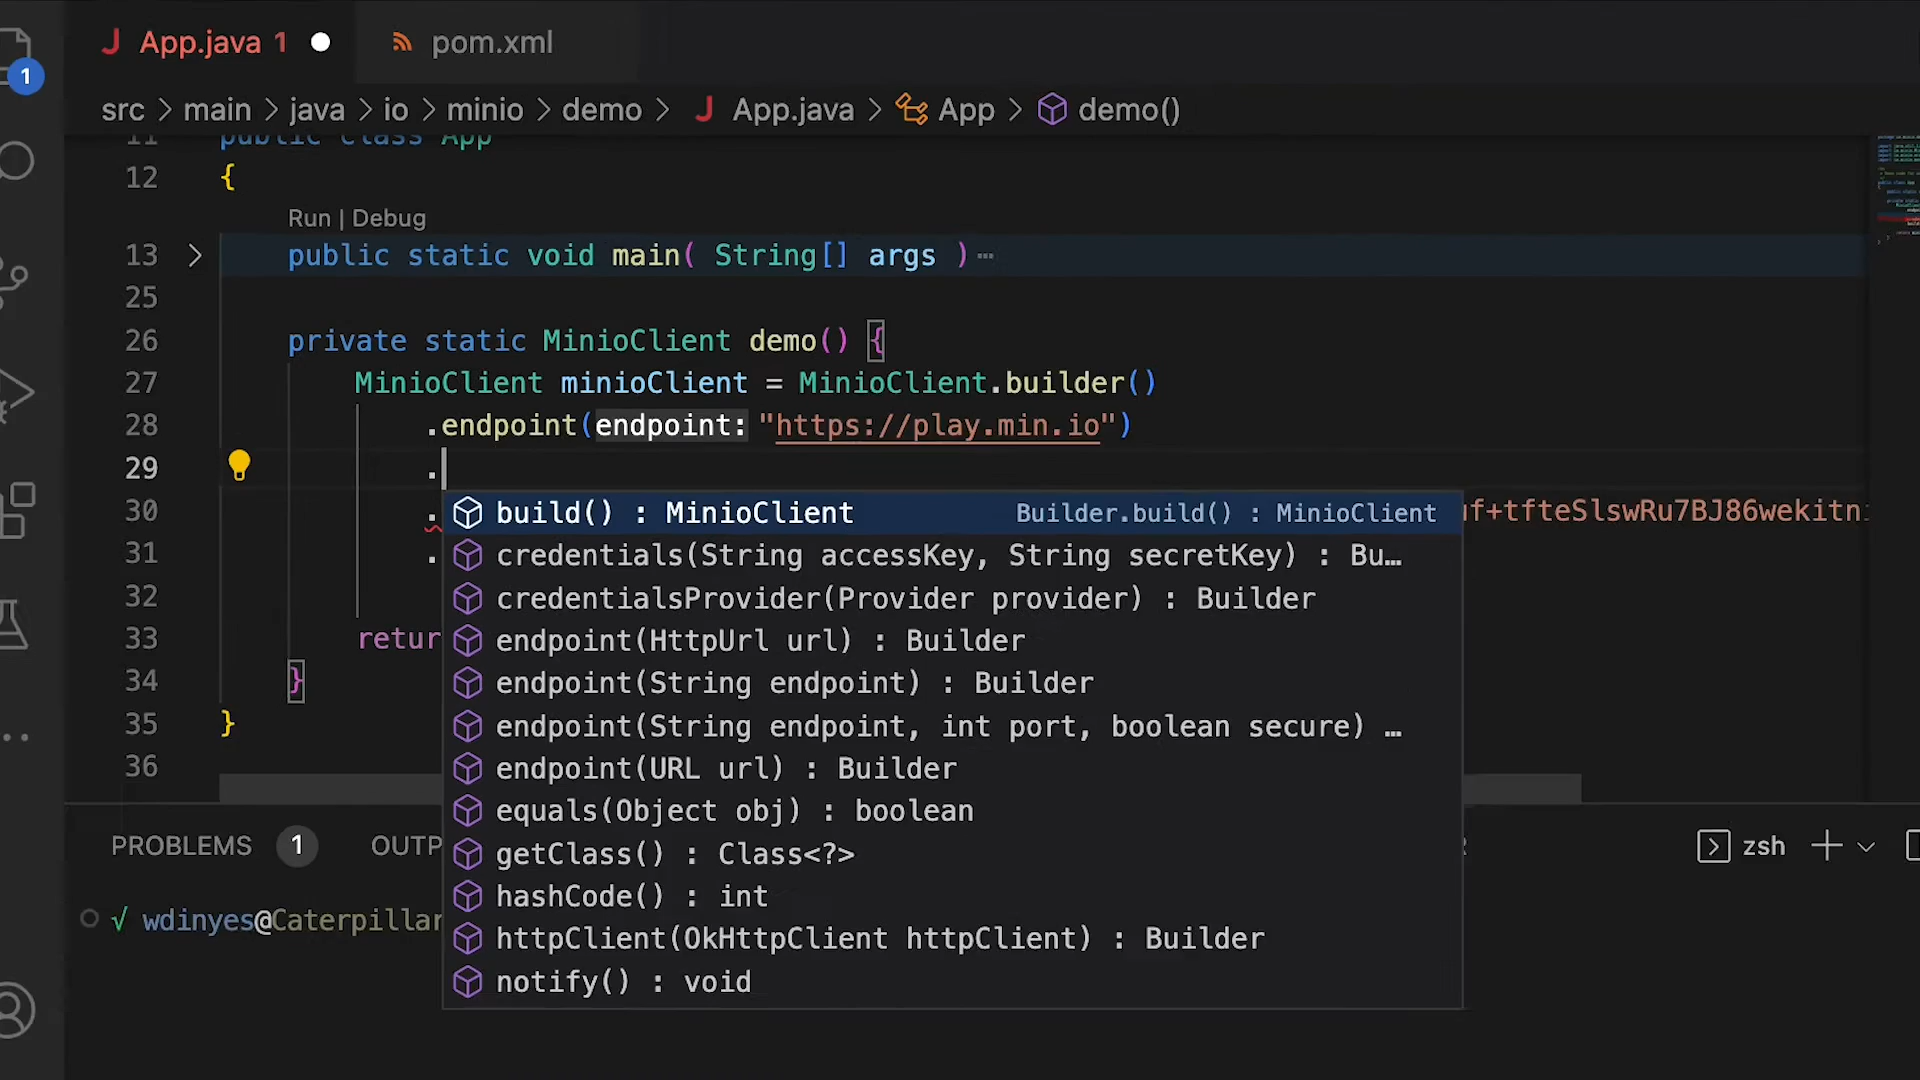 App.java 1
pom.xml
1
src > main > java > io > minio > demo > App.java > App > demo()
11 public class App
12 {
Run | Debug
13 public static void main( String[] args )
25
26 private static MinioClient demo() {
27 MinioClient minioClient = MinioClient.builder()
28 .endpoint(endpoint: "https://play.min.io")
29 .
30 .
31 .
32
33 retur
34 }
35 }
36
build() : MinioClient Builder.build() : MinioClient
f+tfteSlswRu7BJ86wekitn
credentials(String accessKey, String secretKey) : Bu…
credentialsProvider(Provider provider) : Builder
endpoint(HttpUrl url) : Builder
endpoint(String endpoint) : Builder
endpoint(String endpoint, int port, boolean secure) …
endpoint(URL url) : Builder
equals(Object obj) : boolean
getClass() : Class<?>
hashCode() : int
httpClient(OkHttpClient httpClient) : Builder
notify() : void
PROBLEMS 1 OUTP
zsh
√ wdinyes@Caterpillar